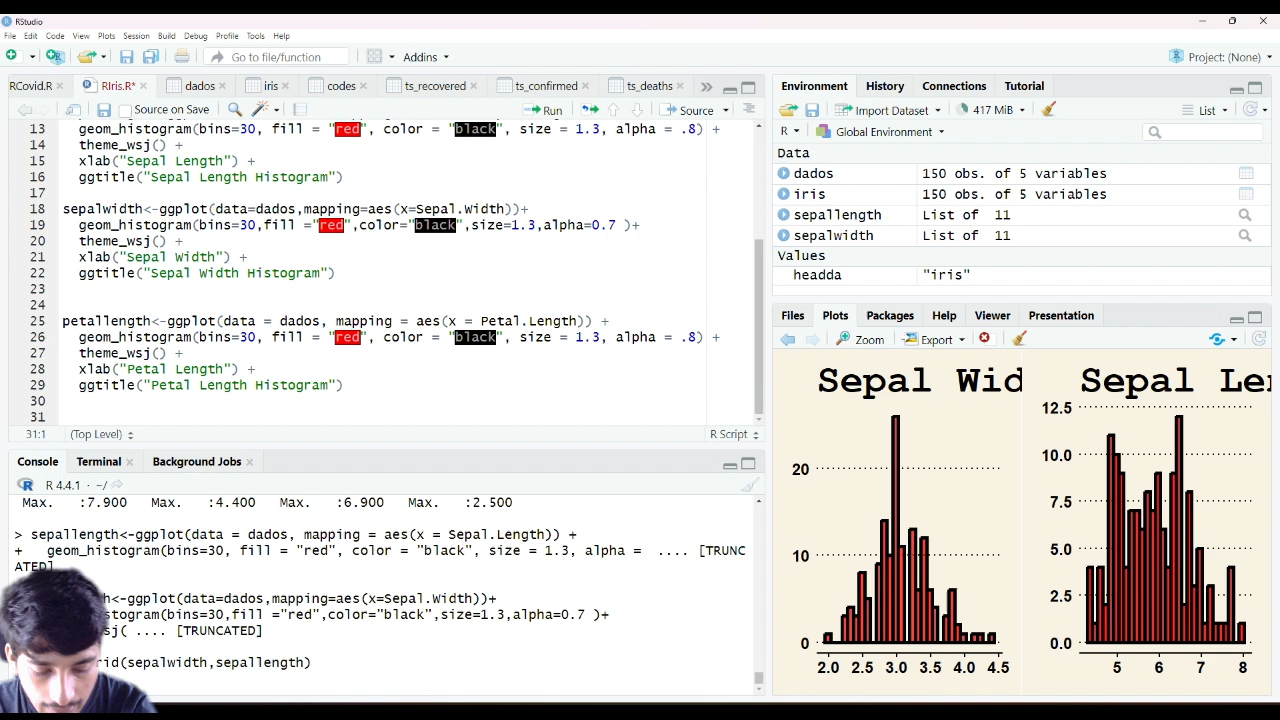 RStudio
File Edit Code View Plots Session Build Debug Profile Tools Help
Go to file/function Addins Project: (None)
RCovid.R RIris.R* dados iris codes ts_recovered ts_confirmed ts_deaths
Source on Save Run Source
13 geom_histogram(bins=30, fill = "red", color = "black", size = 1.3, alpha = .8) +
14 theme_wsj() +
15 xlab("Sepal Length") +
16 ggtitle("Sepal Length Histogram")
17
18 sepalwidth<-ggplot(data=dados,mapping=aes(x=Sepal.Width))+
19 geom_histogram(bins=30,fill ="red",color="black",size=1.3,alpha=0.7 )+
20 theme_wsj() +
21 xlab("Sepal Width") +
22 ggtitle("Sepal Width Histogram")
23
24
25 petallength<-ggplot(data = dados, mapping = aes(x = Petal.Length)) +
26 geom_histogram(bins=30, fill = "red", color = "black", size = 1.3, alpha = .8) +
27 theme_wsj() +
28 xlab("Petal Length") +
29 ggtitle("Petal Length Histogram")
30
31
31:1 (Top Level) R Script
Console Terminal Background Jobs
R 4.4.1 · ~/
Max. :7.900 Max. :4.400 Max. :6.900 Max. :2.500
> sepallength<-ggplot(data = dados, mapping = aes(x = Sepal.Length)) +
+ geom_histogram(bins=30, fill = "red", color = "black", size = 1.3, alpha = .... [TRUNC
ATED]
h<-ggplot(data=dados,mapping=aes(x=Sepal.Width))+
stogram(bins=30,fill ="red",color="black",size=1.3,alpha=0.7 )+
sj( .... [TRUNCATED]
rid(sepalwidth,sepallength)
Environment History Connections Tutorial
Import Dataset 417 MiB List
R Global Environment
Data
dados 150 obs. of 5 variables
iris 150 obs. of 5 variables
sepallength List of 11
sepalwidth List of 11
Values
headda "iris"
Files Plots Packages Help Viewer Presentation
Zoom Export
Sepal Wid
20
10
0
2.0 2.5 3.0 3.5 4.0 4.5
Sepal Le
12.5
10.0
7.5
5.0
2.5
0.0
5 6 7 8